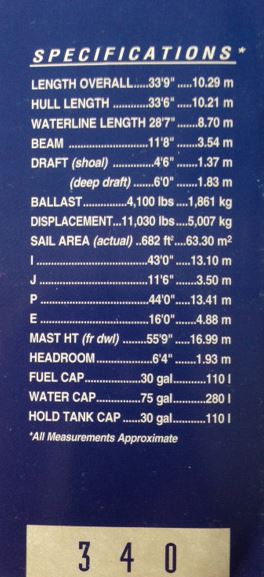 SPECIFICATIONS*
LENGTH OVERALL.....33'9" .....10.29 m
HULL LENGTH ............33'6" .....10.21 m
WATERLINE LENGTH 28'7".......8.70 m
BEAM ........................11'8".......3.54 m
DRAFT (shoal) .............4'6" .......1.37 m
(deep draft) .......6'0" .......1.83 m
BALLAST..............4,100 lbs....1,861 kg
DISPLACEMENT...11,030 lbs....5,007 kg
SAIL AREA (actual) ..682 ft²....63.30 m²
I .................................43'0".....13.10 m
J .................................11'6".......3.50 m
P .................................44'0".....13.41 m
E .................................16'0".......4.88 m
MAST HT (fr dwl) ........55'9" ....16.99 m
HEADROOM.................6'4" .......1.93 m
FUEL CAP.................30 gal..........110 l
WATER CAP..............75 gal..........280 l
HOLD TANK CAP ......30 gal..........110 l
*All Measurements Approximate
340